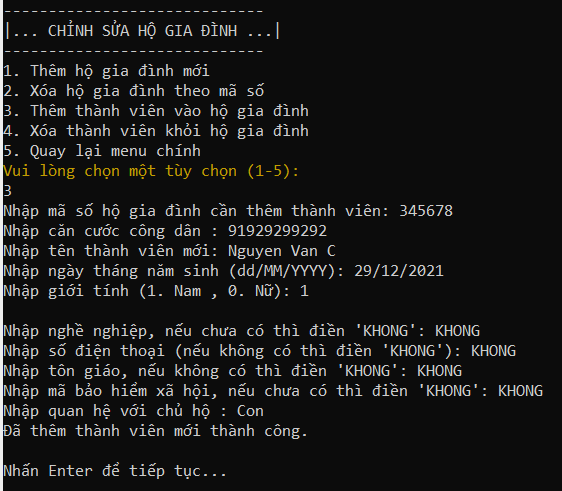 -----------------------------
|... CHỈNH SỬA HỘ GIA ĐÌNH ...|
-----------------------------
1. Thêm hộ gia đình mới
2. Xóa hộ gia đình theo mã số
3. Thêm thành viên vào hộ gia đình
4. Xóa thành viên khỏi hộ gia đình
5. Quay lại menu chính
Vui lòng chọn một tùy chọn (1-5):
3
Nhập mã số hộ gia đình cần thêm thành viên: 345678
Nhập căn cước công dân : 91929299292
Nhập tên thành viên mới: Nguyen Van C
Nhập ngày tháng năm sinh (dd/MM/YYYY): 29/12/2021
Nhập giới tính (1. Nam , 0. Nữ): 1
Nhập nghề nghiệp, nếu chưa có thì điền 'KHONG': KHONG
Nhập số điện thoại (nếu không có thì điền 'KHONG'): KHONG
Nhập tôn giáo, nếu không có thì điền 'KHONG': KHONG
Nhập mã bảo hiểm xã hội, nếu chưa có thì điền 'KHONG': KHONG
Nhập quan hệ với chủ hộ : Con
Đã thêm thành viên mới thành công.
Nhấn Enter để tiếp tục...